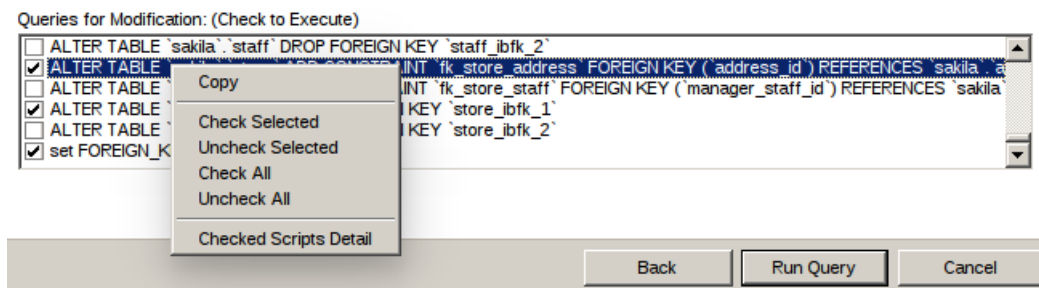 Queries for Modification: (Check to Execute)
ALTER TABLE `sakila`.`staff` DROP FOREIGN KEY `staff_ibfk_2`
ALTER TABLE `fk_store_address` FOREIGN KEY (`address_id`) REFERENCES `sakila`.`a
ALTER TABLE ` INT `fk_store_staff` FOREIGN KEY (`manager_staff_id`) REFERENCES `sakila`
ALTER TABLE ` KEY `store_ibfk_1`
ALTER TABLE ` KEY `store_ibfk_2`
set FOREIGN_K
Copy
Check Selected
Uncheck Selected
Check All
Uncheck All
Checked Scripts Detail
Back Run Query Cancel